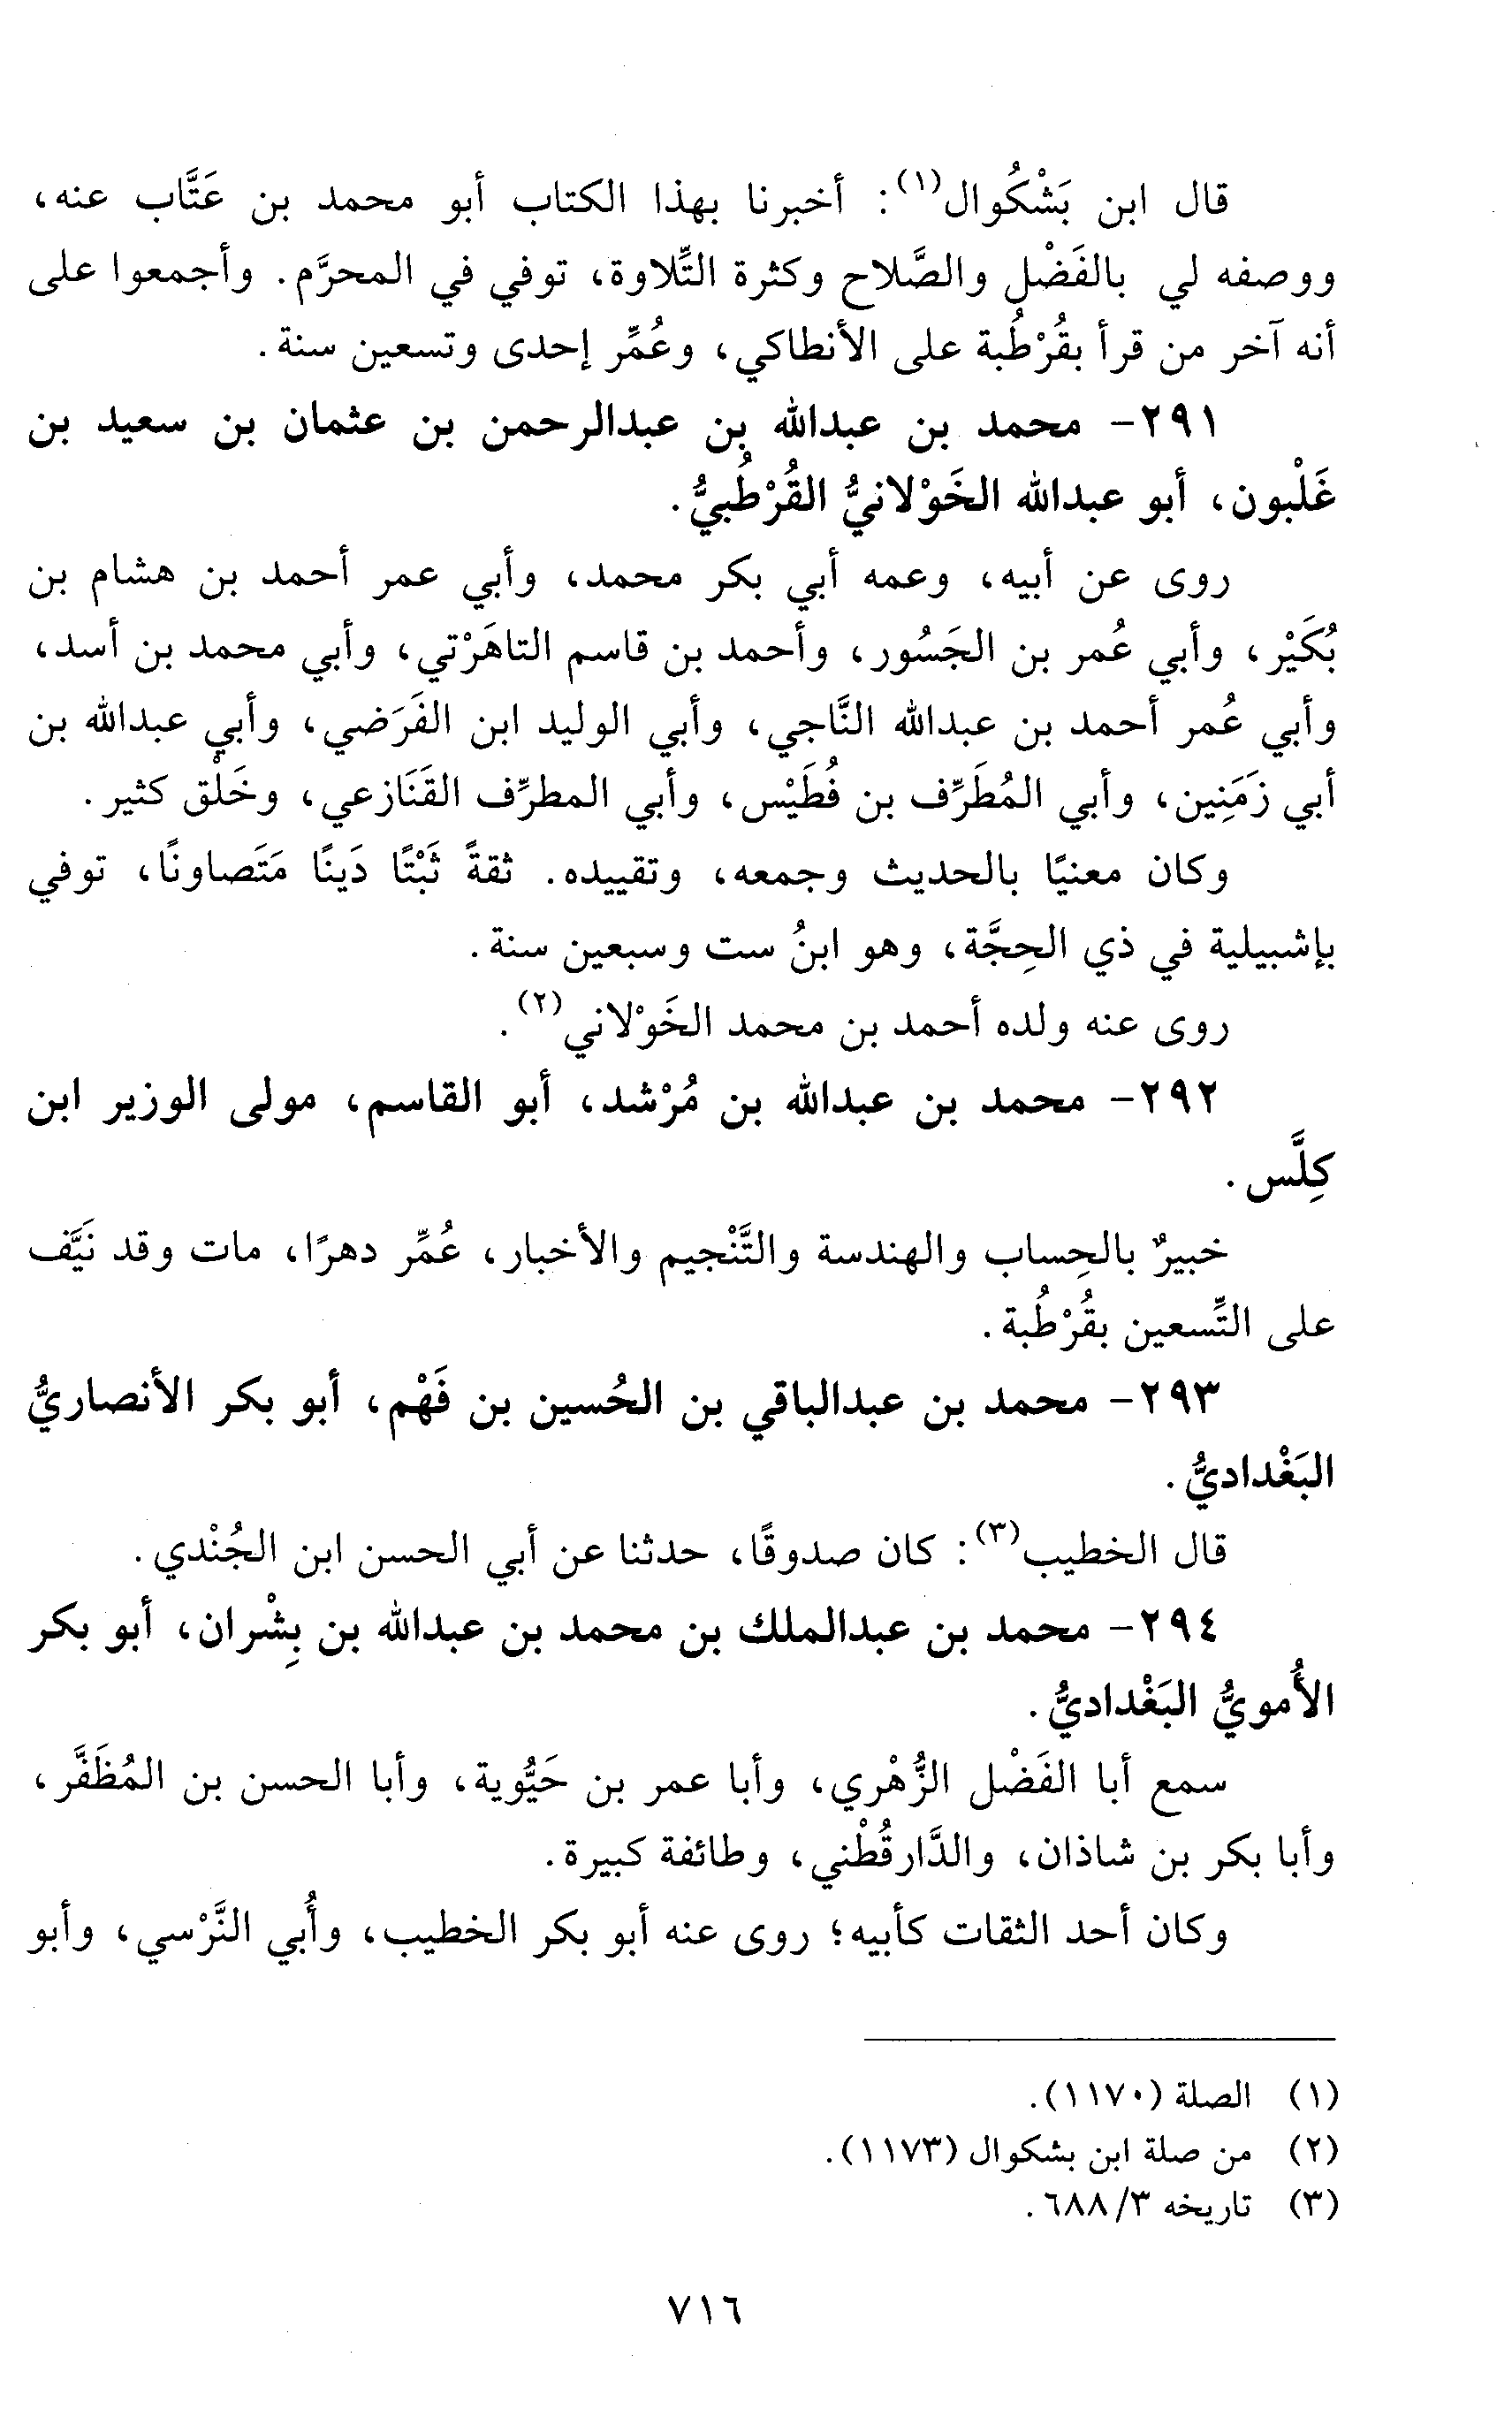 قال ابن بَشْكُوال(١): أخبرنا بهذا الكتاب أبو محمد بن عَتَّاب عنه،
ووصفه لي بالفَضْل والصَّلاح وكثرة التِّلاوة، توفي في المحرَّم. وأجمعوا على
أنه آخر من قرأ بقُرْطُبة على الأنطاكي، وعُمِّر إحدى وتسعين سنة.
٢٩١- محمد بن عبدالله بن عبدالرحمن بن عثمان بن سعيد بن
غَلْبون، أبو عبدالله الخَوْلانيُّ القُرْطُبيُّ.
روى عن أبيه، وعمه أبي بكر محمد، وأبي عمر أحمد بن هشام بن
بُكَيْر، وأبي عُمر بن الجَسُور، وأحمد بن قاسم التاهَرْتي، وأبي محمد بن أسد،
وأبي عُمر أحمد بن عبدالله النَّاجي، وأبي الوليد ابن الفَرَضي، وأبي عبدالله بن
أبي زَمَنِين، وأبي المُطَرِّف بن فُطَيْس، وأبي المطرِّف القَنَازعي، وخَلْق كثير.
وكان معنيًا بالحديث وجمعه، وتقييده. ثقةً ثَبْتًا دَينًا مَتَصاونًا، توفي
بإشبيلية في ذي الحِجَّة، وهو ابنُ ست وسبعين سنة.
روى عنه ولده أحمد بن محمد الخَوْلاني(٢).
٢٩٢- محمد بن عبدالله بن مُرْشد، أبو القاسم، مولى الوزير ابن
كِلَّس.
خبيرٌ بالحِساب والهندسة والتَّنْجيم والأخبار، عُمِّر دهرًا، مات وقد نَيَّف
على التِّسعين بقُرْطُبة.
٢٩٣- محمد بن عبدالباقي بن الحُسين بن فَهْم، أبو بكر الأنصاريُّ
البَغْداديُّ.
قال الخطيب(٣): كان صدوقًا، حدثنا عن أبي الحسن ابن الجُنْدي.
٢٩٤- محمد بن عبدالملك بن محمد بن عبدالله بن بِشْران، أبو بكر
الأُمويُّ البَغْداديُّ.
سمع أبا الفَضْل الزُّهْري، وأبا عمر بن حَيُّوية، وأبا الحسن بن المُظَفَّر،
وأبا بكر بن شاذان، والدَّارقُطْني، وطائفة كبيرة.
وكان أحد الثقات كأبيه؛ روى عنه أبو بكر الخطيب، وأُبي النَّرْسي، وأبو
(١) الصلة (١١٧٠).
(٢) من صلة ابن بشكوال (١١٧٣).
(٣) تاريخه ٣/ ٦٨٨.
٧١٦